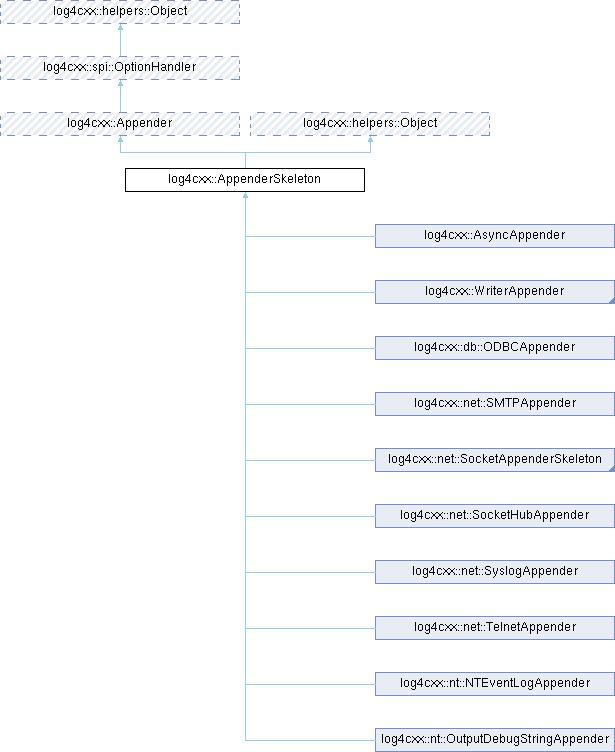 log4cxx::helpers::Object
log4cxx::spi::OptionHandler
log4cxx::Appender
log4cxx::helpers::Object
log4cxx::AppenderSkeleton
log4cxx::AsyncAppender
log4cxx::WriterAppender
log4cxx::db::ODBCAppender
log4cxx::net::SMTPAppender
log4cxx::net::SocketAppenderSkeleton
log4cxx::net::SocketHubAppender
log4cxx::net::SyslogAppender
log4cxx::net::TelnetAppender
log4cxx::nt::NTEventLogAppender
log4cxx::nt::OutputDebugStringAppender